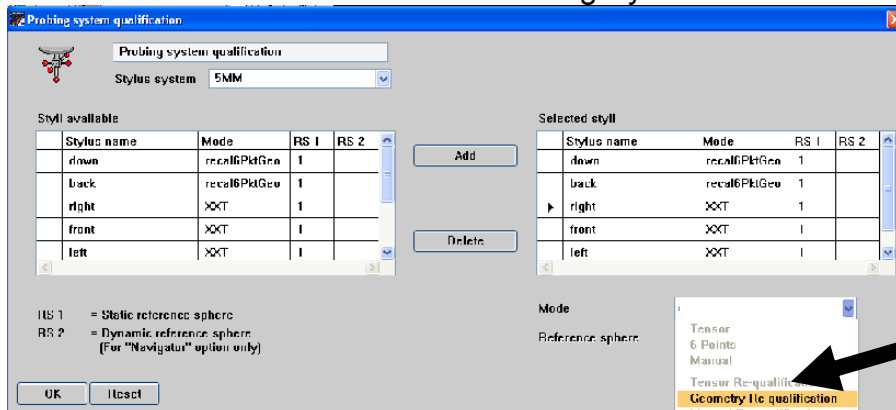 Probing system qualification
Probing system qualification
Stylus system 5MM
Styli available
Stylus name Mode RS 1 RS 2
down recal6PktGeo 1
back recal6PktGeo 1
right XXT 1
front XXT 1
left XXT 1
Add
Delete
Selected styli
Stylus name Mode RS 1 RS 2
down recal6PktGeo 1
back recal6PktGeo 1
right XXT 1
front XXT 1
left XXT 1
RS 1 = Static reference sphere
RS 2 = Dynamic reference sphere
(For "Navigator" option only)
Mode
Reference sphere
Tensor
6 Points
Manual
Tensor
Geometry Re qualification
OK Reset